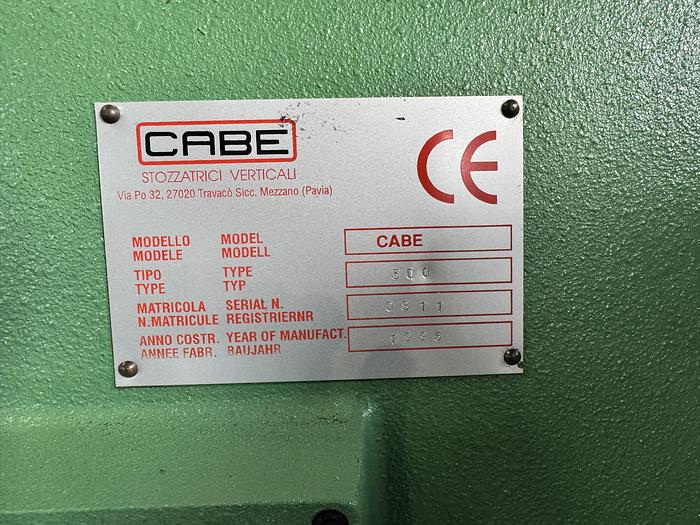 CABE
STOZZATRICI VERTICALI
Via Po 32, 27020 Travacò Sicc. Mezzano (Pavia)
CE
MODELLO MODEL CABE
MODELE MODELL
TIPO TYPE 300
TYPE TYP
MATRICOLA SERIAL N.
N.MATRICULE REGISTRIERNR
ANNO COSTR. YEAR OF MANUFACT. 1999
ANNEE FABR. BAUJAHR